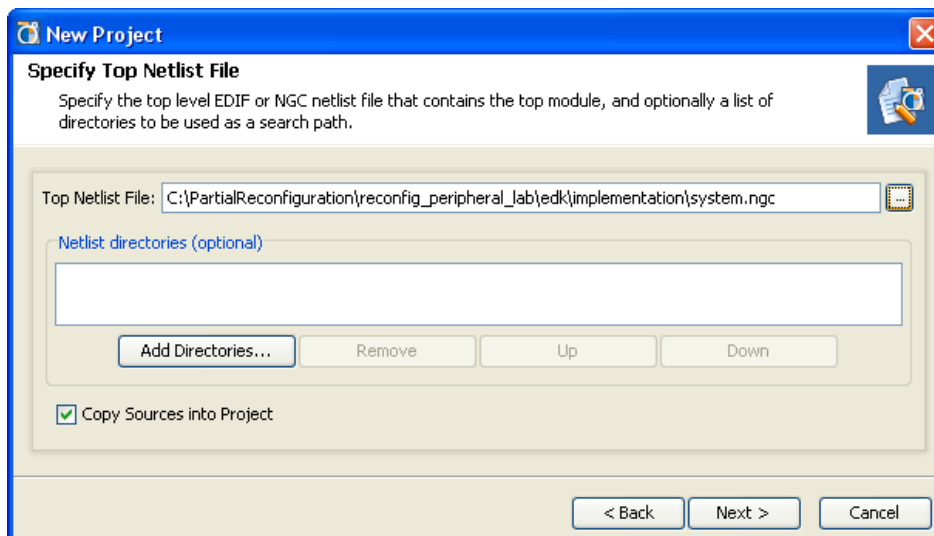 New Project
Specify Top Netlist File
Specify the top level EDIF or NGC netlist file that contains the top module, and optionally a list of
directories to be used as a search path.
Top Netlist File: C:\PartialReconfiguration\reconfig_peripheral_lab\edk\implementation\system.ngc ...
Netlist directories (optional)
Add Directories... Remove Up Down
Copy Sources into Project
< Back Next > Cancel